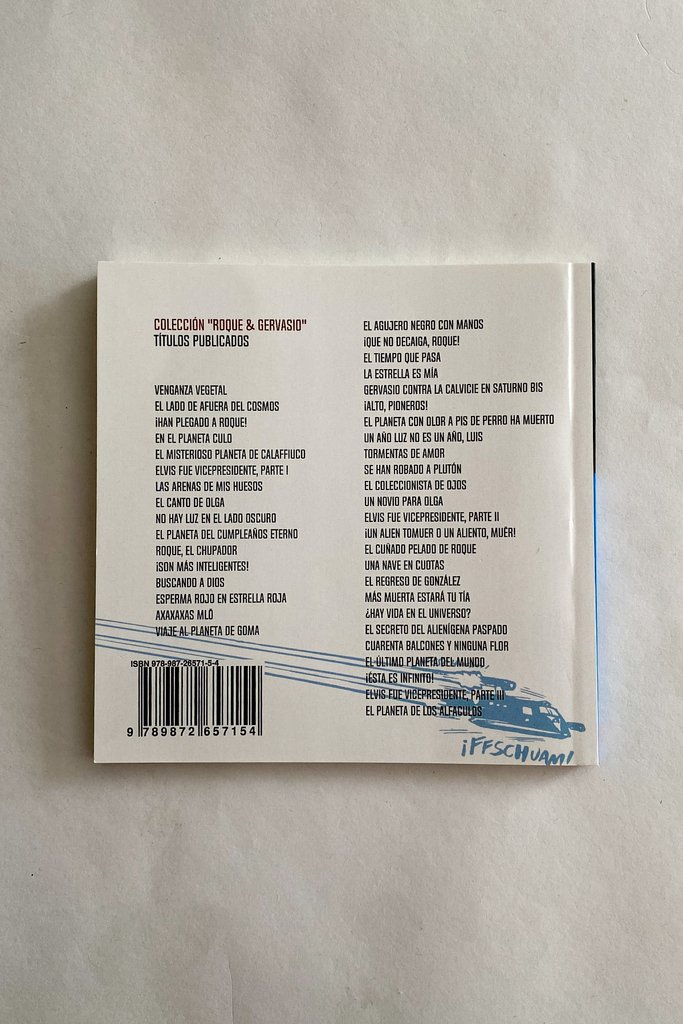 COLECCIÓN "ROQUE & GERVASIO"
TÍTULOS PUBLICADOS
VENGANZA VEGETAL
EL LADO DE AFUERA DEL COSMOS
¡HAN PLEGADO A ROQUE!
EN EL PLANETA CULO
EL MISTERIOSO PLANETA DE CALAFFIUCO
ELVIS FUE VICEPRESIDENTE, PARTE I
LAS ARENAS DE MIS HUESOS
EL CANTO DE OLGA
NO HAY LUZ EN EL LADO OSCURO
EL PLANETA DEL CUMPLEAÑOS ETERNO
ROQUE, EL CHUPADOR
¡SON MÁS INTELIGENTES!
BUSCANDO A DIOS
ESPERMA ROJO EN ESTRELLA ROJA
AXAXAXAS MLÖ
VIAJE AL PLANETA DE GOMA
EL AGUJERO NEGRO CON MANOS
¡QUE NO DECAIGA, ROQUE!
EL TIEMPO QUE PASA
LA ESTRELLA ES MÍA
GERVASIO CONTRA LA CALVICIE EN SATURNO BIS
¡ALTO, PIONEROS!
EL PLANETA CON OLOR A PIS DE PERRO HA MUERTO
UN AÑO LUZ NO ES UN AÑO, LUIS
TORMENTAS DE AMOR
SE HAN ROBADO A PLUTÓN
EL COLECCIONISTA DE OJOS
UN NOVIO PARA OLGA
ELVIS FUE VICEPRESIDENTE, PARTE II
¡UN ALIEN TOMUER O UN ALIENTO, MUËR!
EL CUÑADO PELADO DE ROQUE
UNA NAVE EN CUOTAS
EL REGRESO DE GONZÁLEZ
MÁS MUERTA ESTARÁ TU TÍA
¿HAY VIDA EN EL UNIVERSO?
EL SECRETO DEL ALIENÍGENA PASPADO
CUARENTA BALCONES Y NINGUNA FLOR
EL ÚLTIMO PLANETA DEL MUNDO
¡ÉSTA ES INFINITO!
ELVIS FUE VICEPRESIDENTE, PARTE III
EL PLANETA DE LOS ALFACULOS
ISBN 978-987-26571-5-4
9 789872 657154
¡FFSCHUAM!